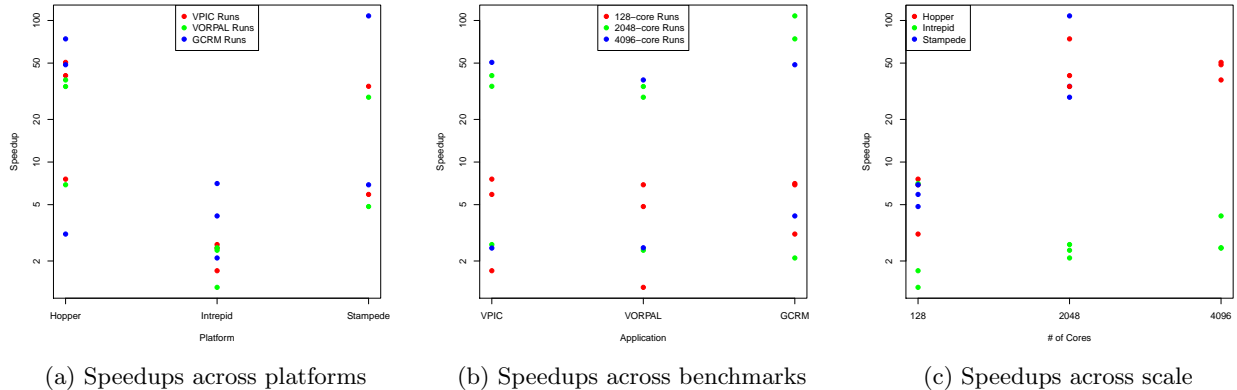 100
50
20
10
5
2
Speedup
VPIC Runs
VORPAL Runs
GCRM Runs
Hopper
Intrepid
Stampede
Platform
(a) Speedups across platforms
100
50
20
10
5
2
Speedup
128−core Runs
2048−core Runs
4096−core Runs
VPIC
VORPAL
GCRM
Application
(b) Speedups across benchmarks
100
50
20
10
5
2
Speedup
Hopper
Intrepid
Stampede
128
2048
4096
# of Cores
(c) Speedups across scale